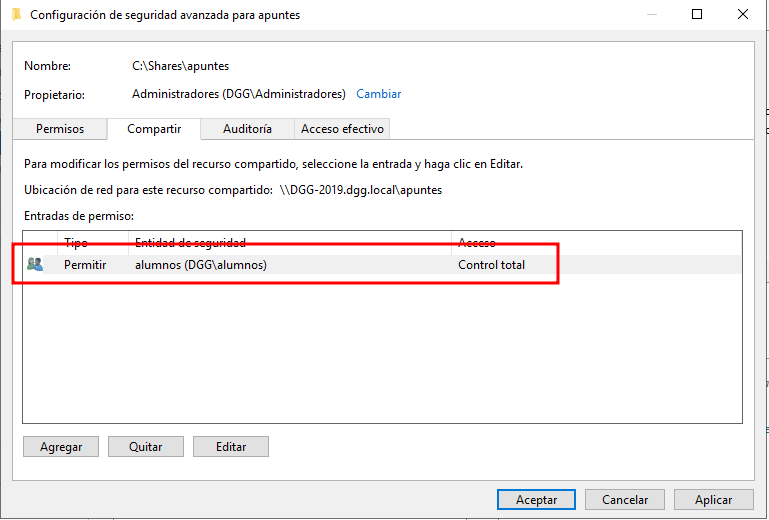 Configuración de seguridad avanzada para apuntes
Nombre: C:\Shares\apuntes
Propietario: Administradores (DGG\Administradores) Cambiar
Permisos Compartir Auditoría Acceso efectivo
Para modificar los permisos del recurso compartido, seleccione la entrada y haga clic en Editar.
Ubicación de red para este recurso compartido: \\DGG-2019.dgg.local\apuntes
Entradas de permiso:
Tipo Entidad de seguridad Acceso
Permitir alumnos (DGG\alumnos) Control total
Agregar Quitar Editar
Aceptar Cancelar Aplicar